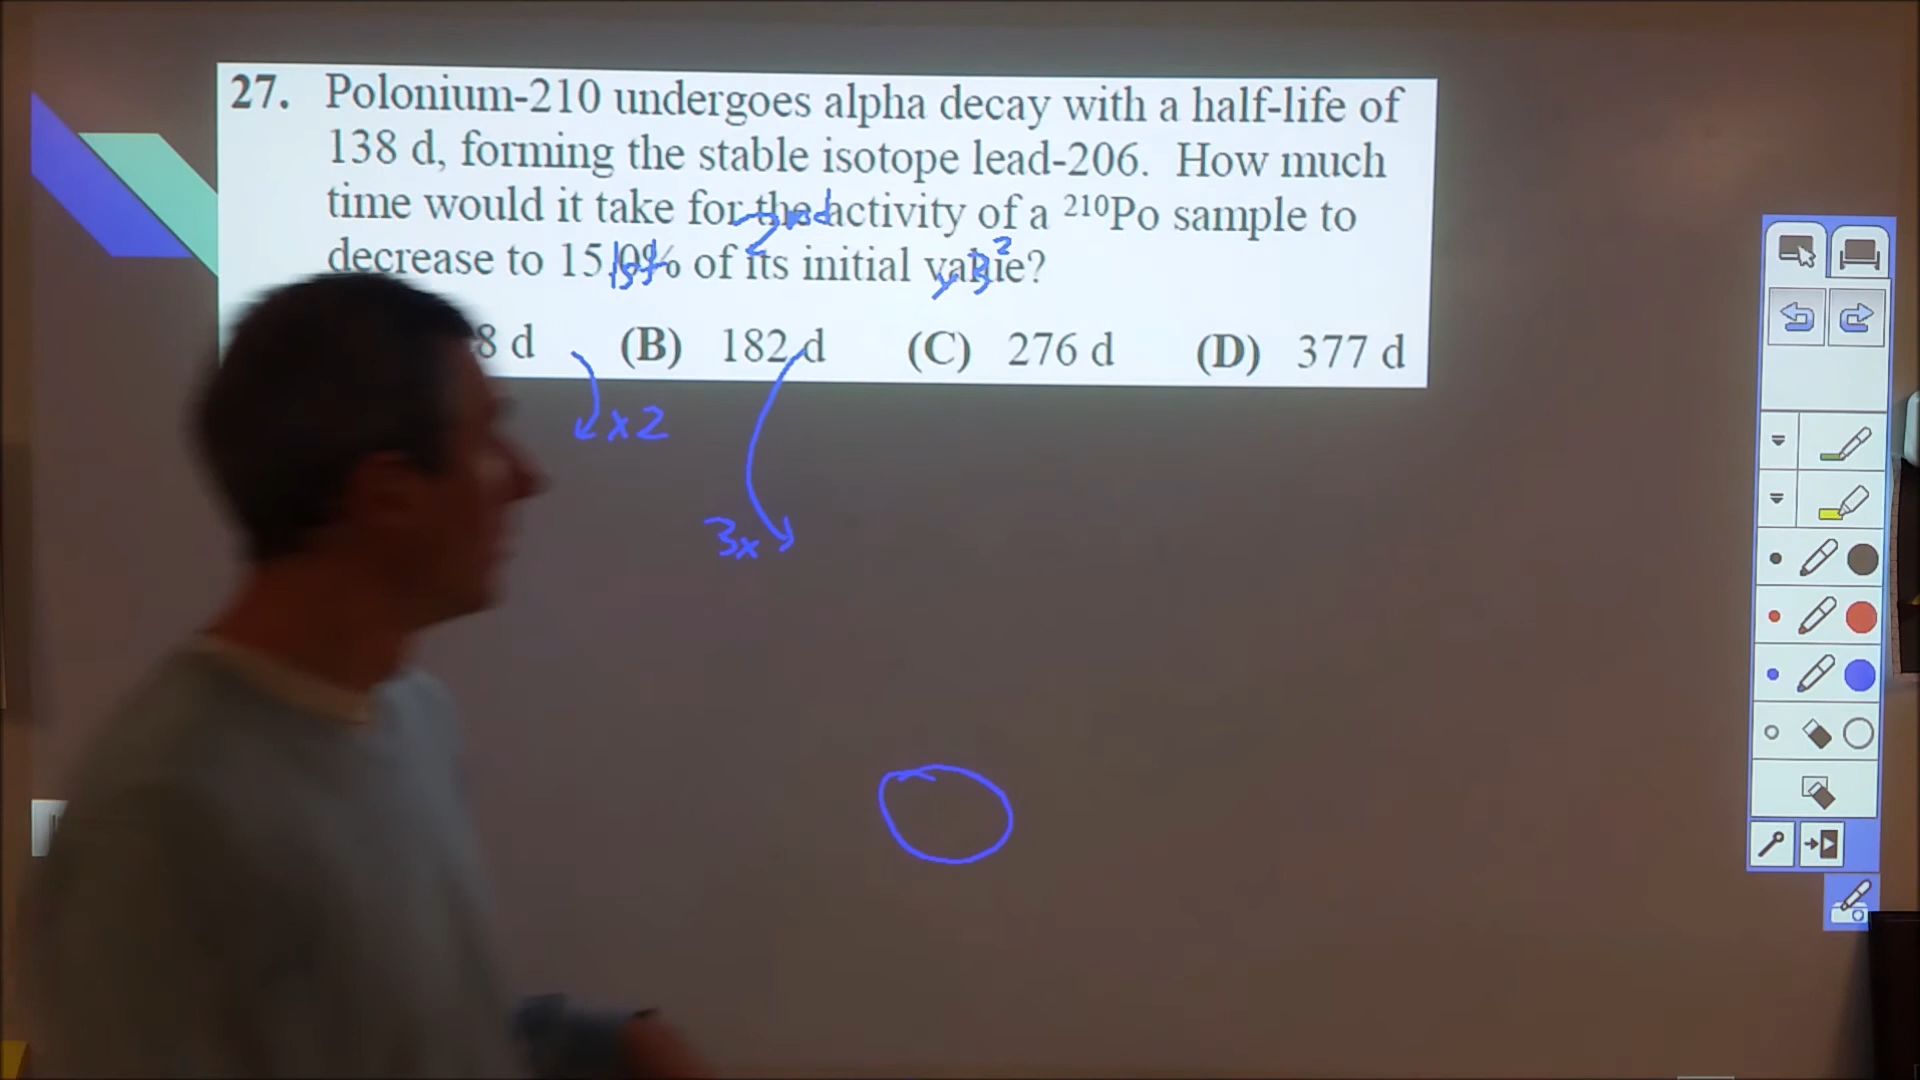 27. Polonium-210 undergoes alpha decay with a half-life of
138 d, forming the stable isotope lead-206. How much
time would it take for the activity of a ²¹⁰Po sample to
2nd
decrease to 15.0% of its initial value?
1st
8 d (B) 182 d (C) 276 d (D) 377 d
x2
3x